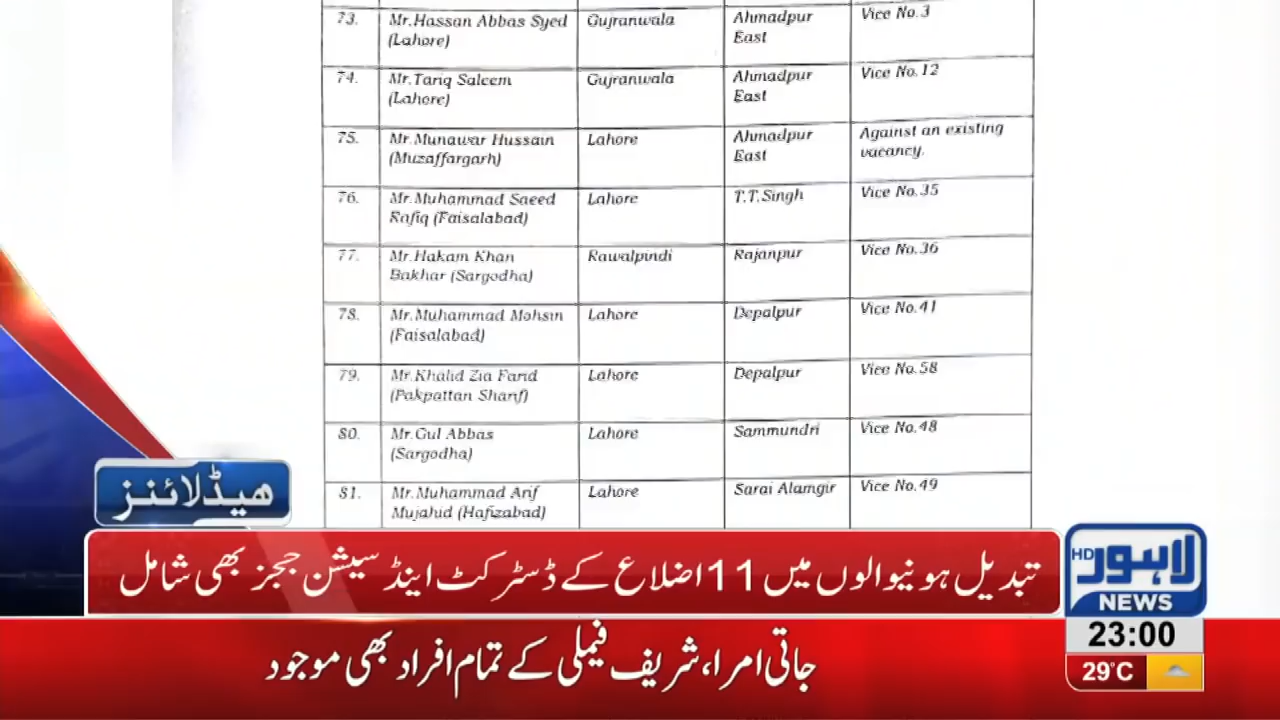 73. Mr.Hassan Abbas Syed (Lahore) Gujranwala Ahmadpur East Vice No.3
74. Mr.Tariq Saleem (Lahore) Gujranwala Ahmadpur East Vice No.12
75. Mr.Munawar Hussain (Muzaffargarh) Lahore Ahmadpur East Against an existing vacancy.
76. Mr.Muhammad Saeed Rafiq (Faisalabad) Lahore T.T.Singh Vice No.35
77. Mr.Hakam Khan Bakhar (Sargodha) Rawalpindi Rajanpur Vice No.36
78. Mr.Muhammad Mohsin (Faisalabad) Lahore Depalpur Vice No.41
79. Mr.Khalid Zia Farid (Pakpattan Sharif) Lahore Depalpur Vice No.58
80. Mr.Gul Abbas (Sargodha) Lahore Sammundri Vice No.48
81. Mr.Muhammad Arif Mujahid (Hafizabad) Lahore Sarai Alamgir Vice No.49
ھیڈلائنز
تبدیل ہونیوالوں میں 11 اضلاع کے ڈسٹرکٹ اینڈ سیشن ججز بھی شامل
لاہور HD
NEWS
23:00
جاتی امرا، شریف فیملی کے تمام افراد بھی موجود
29°C